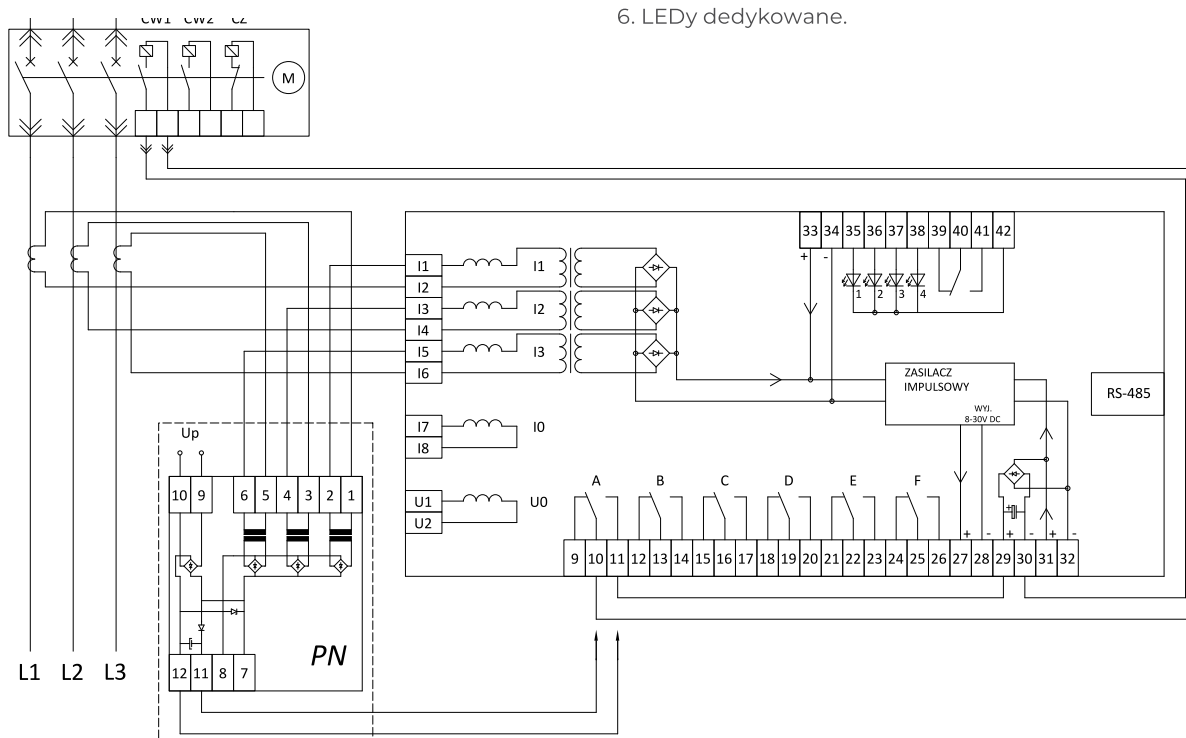 6. LEDy dedykowane.
CW1 CW2 CZ
M
33 34 35 36 37 38 39 40 41 42
+ -
1 2 3 4
I1 I1
I2
I3 I2
I4
I5 I3
I6
ZASILACZ
IMPULSOWY
WYJ.
8-30V DC
RS-485
I7 I0
I8
Up
U1 U0
U2
A B C D E F
10 9 6 5 4 3 2 1
+ - + - + -
9 10 11 12 13 14 15 16 17 18 19 20 21 22 23 24 25 26 27 28 29 30 31 32
+
L1 L2 L3
PN
12 11 8 7